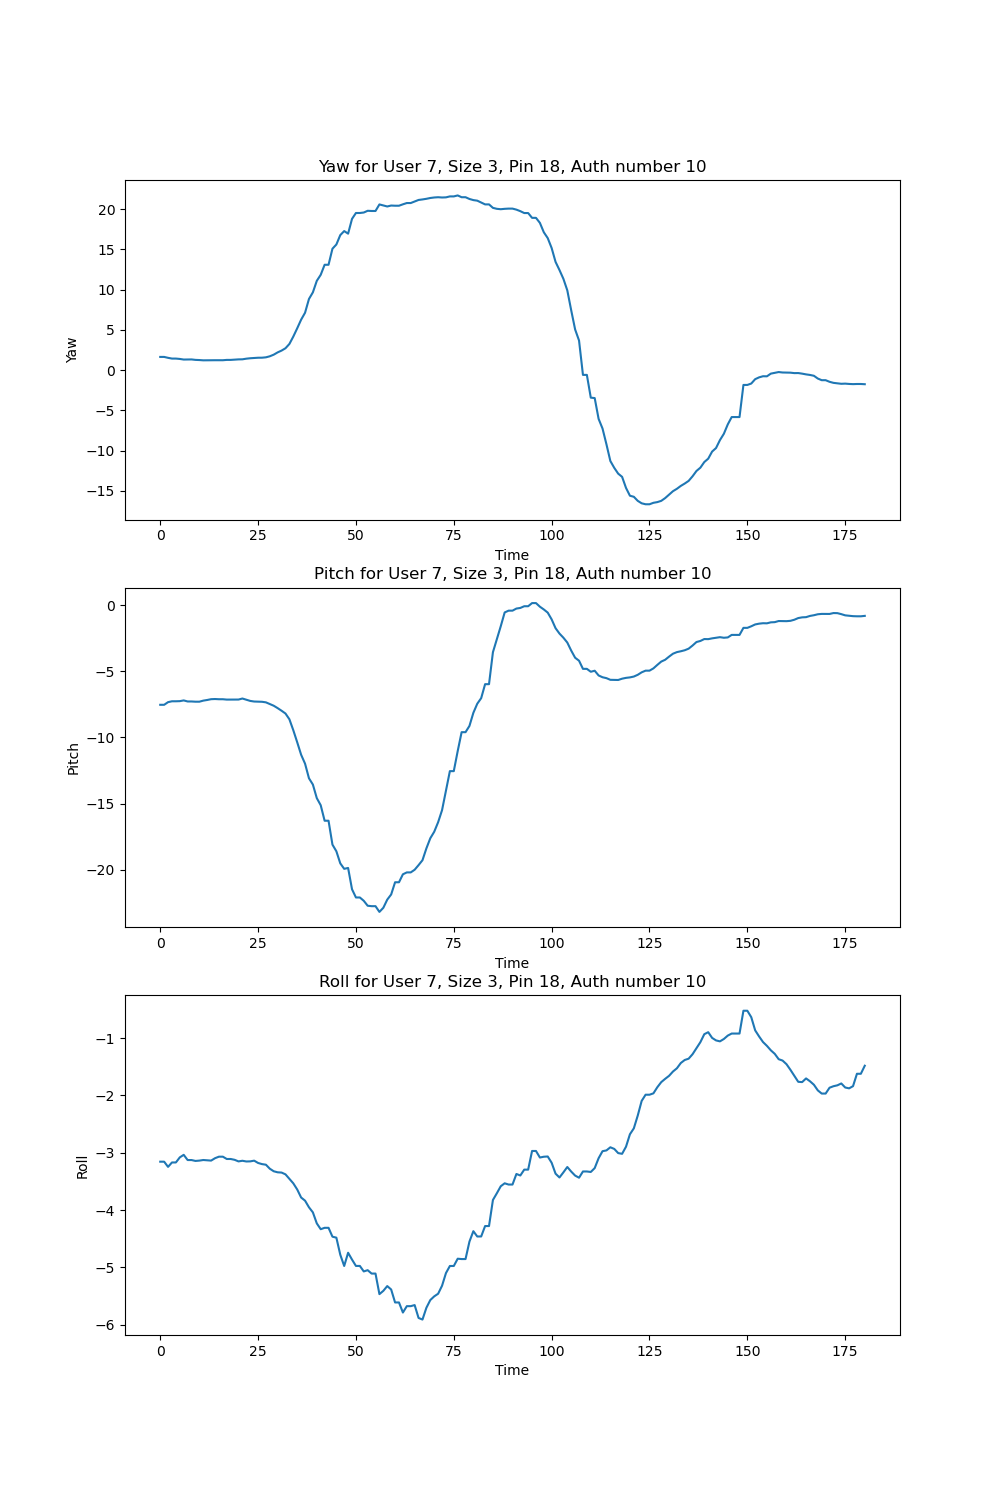 Yaw for User 7, Size 3, Pin 18, Auth number 10
20
15
10
5
0
−5
−10
−15
Yaw
0 25 50 75 100 125 150 175
Time
Pitch for User 7, Size 3, Pin 18, Auth number 10
0
−5
−10
−15
−20
Pitch
0 25 50 75 100 125 150 175
Time
Roll for User 7, Size 3, Pin 18, Auth number 10
−1
−2
−3
−4
−5
−6
Roll
0 25 50 75 100 125 150 175
Time